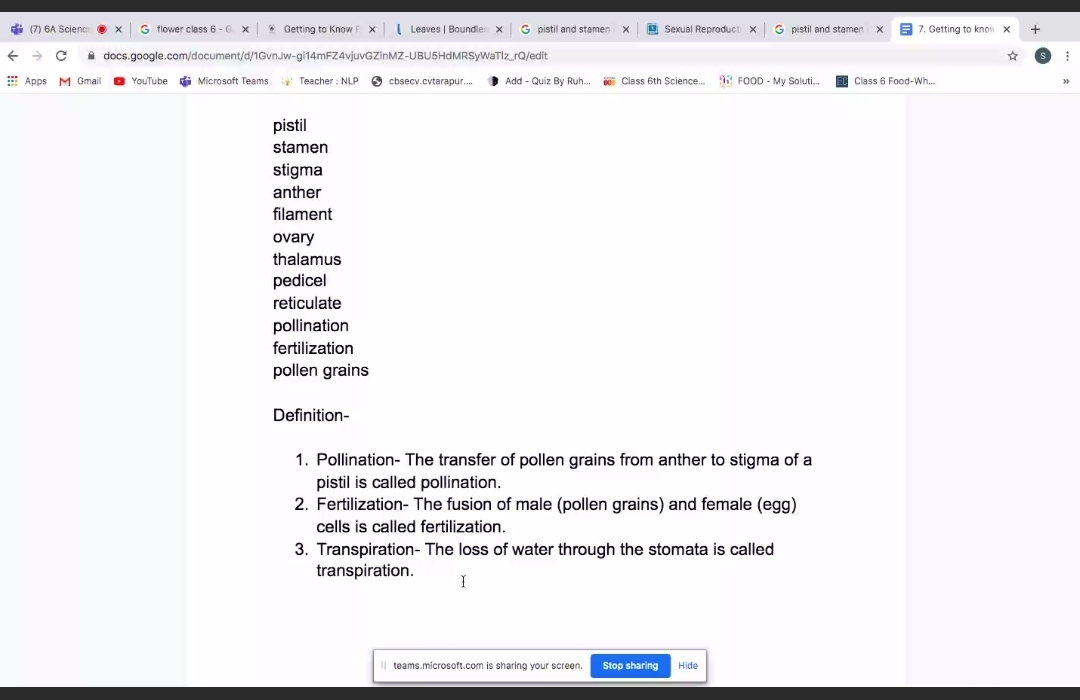 (7) 6A Science
flower class 6 - G
Getting to Know F
Leaves | Boundless
pistil and stamen
Sexual Reproduct
pistil and stamen
7. Getting to know
docs.google.com/document/d/1GvnJw-gi14mFZ4vjuvGZinMZ-UBU5HdMRSyWaTlz_rQ/edit
S
Apps
Gmail
YouTube
Microsoft Teams
Teacher : NLP
cbsecv.cvtarapur....
Add - Quiz By Ruh...
Class 6th Science...
FOOD - My Soluti...
Class 6 Food-Wh...
pistil
stamen
stigma
anther
filament
ovary
thalamus
pedicel
reticulate
pollination
fertilization
pollen grains
Definition-
1. Pollination- The transfer of pollen grains from anther to stigma of a
pistil is called pollination.
2. Fertilization- The fusion of male (pollen grains) and female (egg)
cells is called fertilization.
3. Transpiration- The loss of water through the stomata is called
transpiration.
teams.microsoft.com is sharing your screen.
Stop sharing
Hide